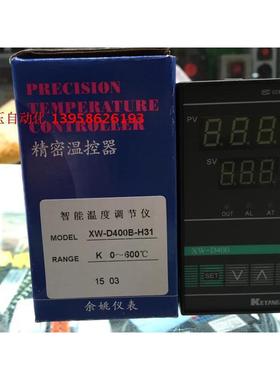 PRECISION
TEMPERATURE
CONTROLLER
玉自动化 13958626193
精密温控器
智能温度调节仪
MODEL XW-D400B-H31
RANGE K 0～600℃
15 03
余姚仪表
PV
SV
OUT AL AT
XW-D400
SET